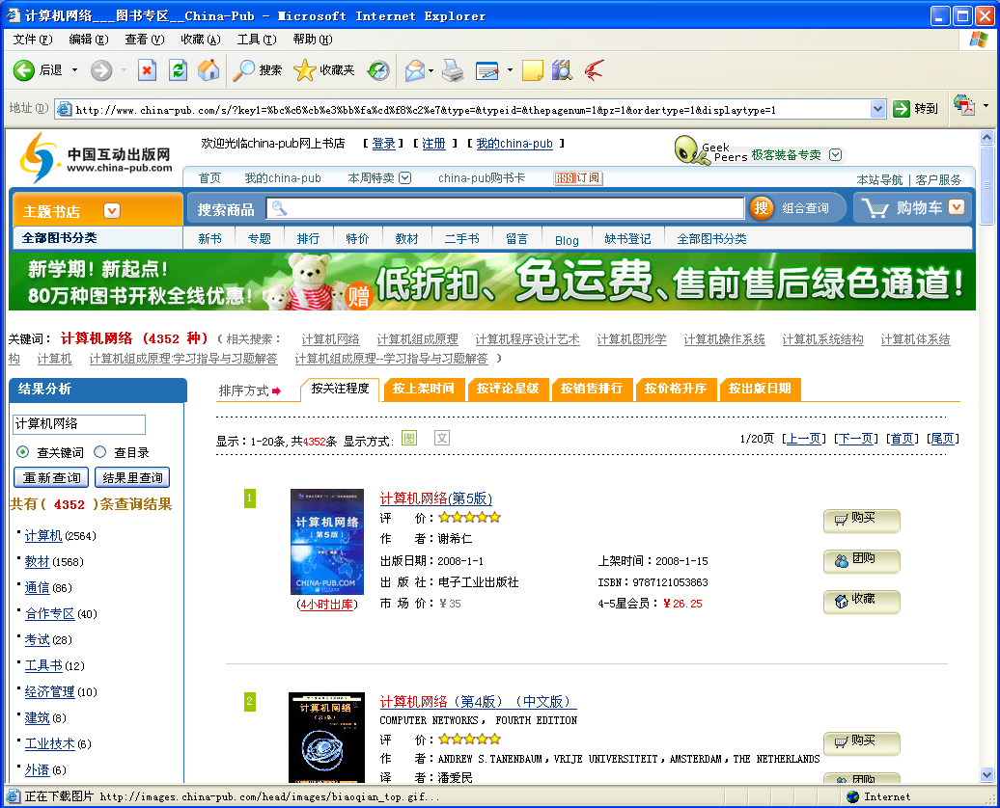 计算机网络___图书专区__China-Pub - Microsoft Internet Explorer
文件(F) 编辑(E) 查看(V) 收藏(A) 工具(T) 帮助(H)
后退 搜索 收藏夹
地址(D) http://www.china-pub.com/s/?key1=%bc%c6%cb%e3%bb%fa%cd%f8%c2%e7&type=&typeid=&thepagenum=1&pz=1&ordertype=1&displaytype=1 转到
中国互动出版网
www.china-pub.com
欢迎光临china-pub网上书店 [ 登录 ] [ 注册 ] [ 我的china-pub ]
Geek Peers 极客装备专卖
首页 我的china-pub 本周特卖 china-pub购书卡 RSS订阅 本站导航 | 客户服务
主题书店 搜索商品 搜 组合查询 购物车
全部图书分类 新书 专题 排行 特价 教材 二手书 留言 Blog 缺书登记 全部图书分类
新学期！新起点！
80万种图书开秋全线优惠！ 赠 低折扣、免运费、售前售后绿色通道！
关键词： 计算机网络 (4352 种) ( 相关搜索： 计算机网络 计算机组成原理 计算机程序设计艺术 计算机图形学 计算机操作系统 计算机系统结构 计算机体系结
构 计算机 计算机组成原理:学习指导与习题解答 计算机组成原理--学习指导与习题解答 )
结果分析
计算机网络
查关键词 查目录
重新查询 结果里查询
共有( 4352 )条查询结果
计算机 (2564)
教材 (1568)
通信 (86)
合作专区 (40)
考试 (28)
工具书 (12)
经济管理 (10)
建筑 (8)
工业技术 (6)
外语 (6)
排序方式 按关注程度 按上架时间 按评论星级 按销售排行 按价格升序 按出版日期
显示：1-20条,共4352条 显示方式: 图 文 1/20页 [上一页] [下一页] [首页] [尾页]
1
计算机网络
(第5版)
CHINA-PUB.COM
(4小时出库)
计算机网络(第5版)
评 价：
作 者：谢希仁
出版日期：2008-1-1 上架时间：2008-1-15
出 版 社：电子工业出版社 ISBN：9787121053863
市 场 价：￥35 4-5星会员：￥26.25
购买
团购
收藏
2
计算机网络
计算机网络（第4版）（中文版）
COMPUTER NETWORKS, FOURTH EDITION
评 价：
作 者：ANDREW S.TANENBAUM,VRIJE UNIVERSITEIT,AMSTERDAM,THE NETHERLANDS
译 者：潘爱民
购买
团购
正在下载图片 http://images.china-pub.com/head/images/biaoqian_top.gif... Internet